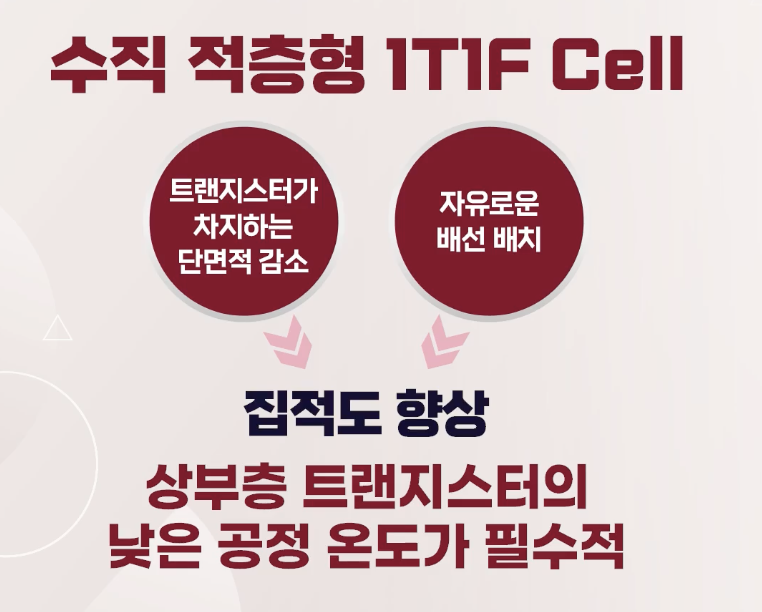 수직 적층형 1T1F Cell
트랜지스터가
차지하는
단면적 감소
자유로운
배선 배치
집적도 향상
상부층 트랜지스터의
낮은 공정 온도가 필수적